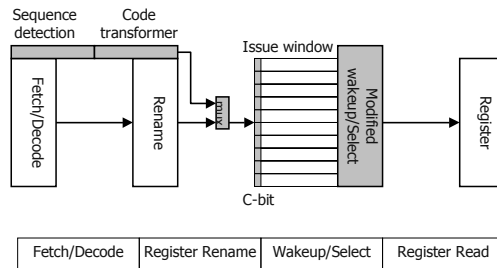 Sequence detection
Code transformer
Fetch/Decode
Rename
mux
Issue window
C-bit
Modified wakeup/Select
Register
Fetch/Decode
Register Rename
Wakeup/Select
Register Read